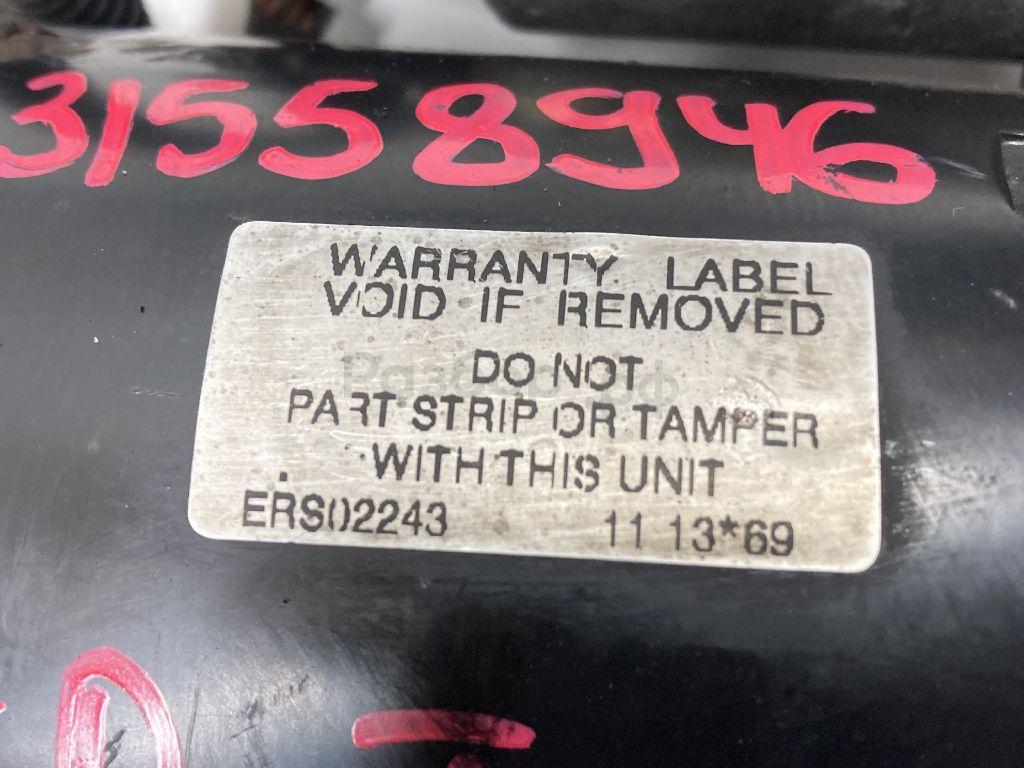 31558946
WARRANTY LABEL
VOID IF REMOVED
DO NOT
PART STRIP OR TAMPER
WITH THIS UNIT
ERS02243 11 13*69